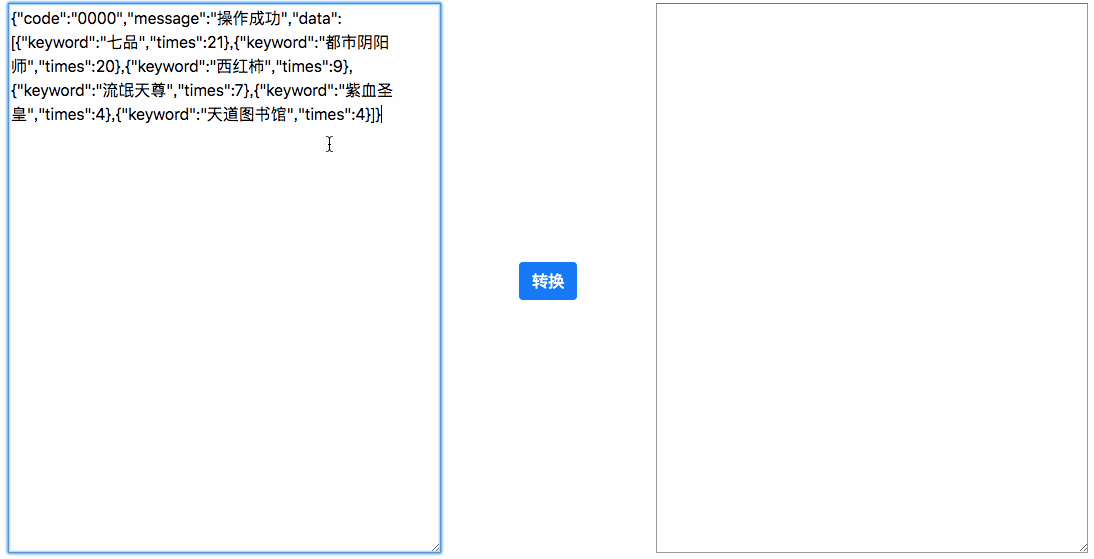 {"code":"0000","message":"操作成功","data":
[{"keyword":"七品","times":21},{"keyword":"都市阴阳
师","times":20},{"keyword":"西红柿","times":9},
{"keyword":"流氓天尊","times":7},{"keyword":"紫血圣
皇","times":4},{"keyword":"天道图书馆","times":4}]}
转换